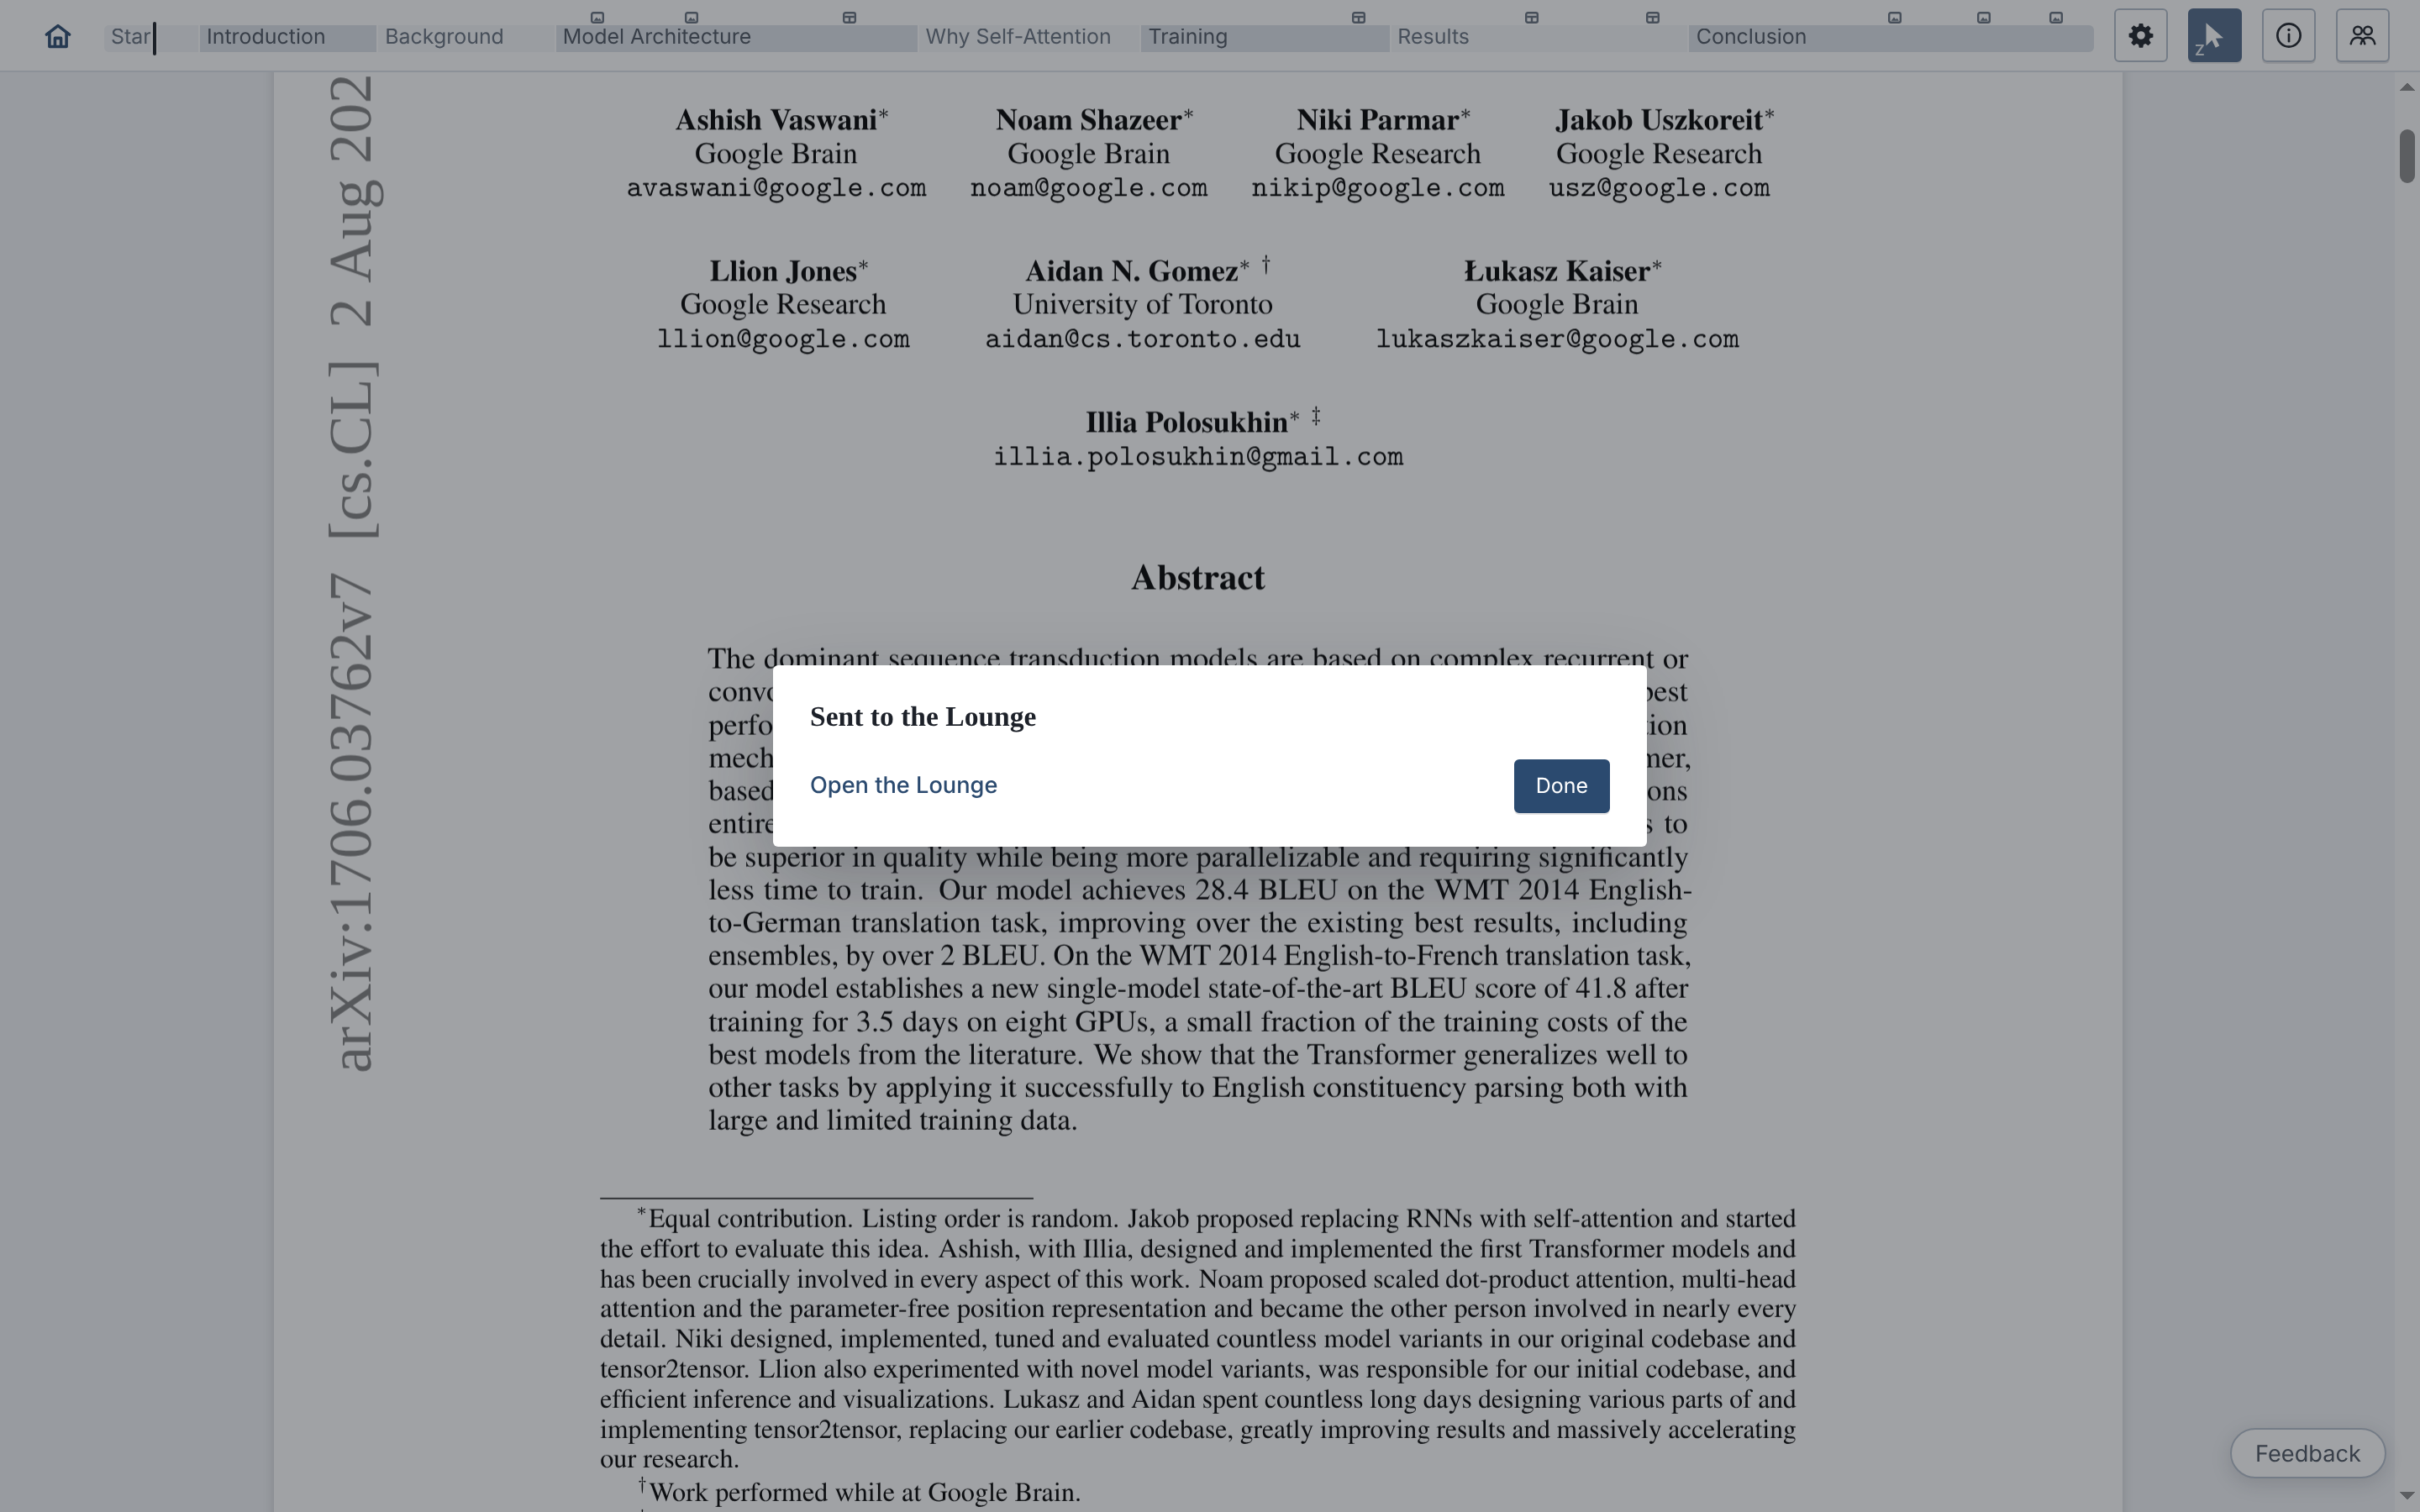 Star
Introduction
Background
Model Architecture
Why Self-Attention
Training
Results
Conclusion
z
arXiv:1706.03762v7 [cs.CL] 2 Aug 202
Ashish Vaswani*
Google Brain
avaswani@google.com
Noam Shazeer*
Google Brain
noam@google.com
Niki Parmar*
Google Research
nikip@google.com
Jakob Uszkoreit*
Google Research
usz@google.com
Llion Jones*
Google Research
llion@google.com
Aidan N. Gomez* †
University of Toronto
aidan@cs.toronto.edu
Łukasz Kaiser*
Google Brain
lukaszkaiser@google.com
Illia Polosukhin* ‡
illia.polosukhin@gmail.com
Abstract
The dominant sequence transduction models are based on complex recurrent or
be superior in quality while being more parallelizable and requiring significantly
less time to train. Our model achieves 28.4 BLEU on the WMT 2014 English-
to-German translation task, improving over the existing best results, including
ensembles, by over 2 BLEU. On the WMT 2014 English-to-French translation task,
our model establishes a new single-model state-of-the-art BLEU score of 41.8 after
training for 3.5 days on eight GPUs, a small fraction of the training costs of the
best models from the literature. We show that the Transformer generalizes well to
other tasks by applying it successfully to English constituency parsing both with
large and limited training data.
Sent to the Lounge
Open the Lounge
Done
*Equal contribution. Listing order is random. Jakob proposed replacing RNNs with self-attention and started
the effort to evaluate this idea. Ashish, with Illia, designed and implemented the first Transformer models and
has been crucially involved in every aspect of this work. Noam proposed scaled dot-product attention, multi-head
attention and the parameter-free position representation and became the other person involved in nearly every
detail. Niki designed, implemented, tuned and evaluated countless model variants in our original codebase and
tensor2tensor. Llion also experimented with novel model variants, was responsible for our initial codebase, and
efficient inference and visualizations. Lukasz and Aidan spent countless long days designing various parts of and
implementing tensor2tensor, replacing our earlier codebase, greatly improving results and massively accelerating
our research.
†Work performed while at Google Brain.
Feedback